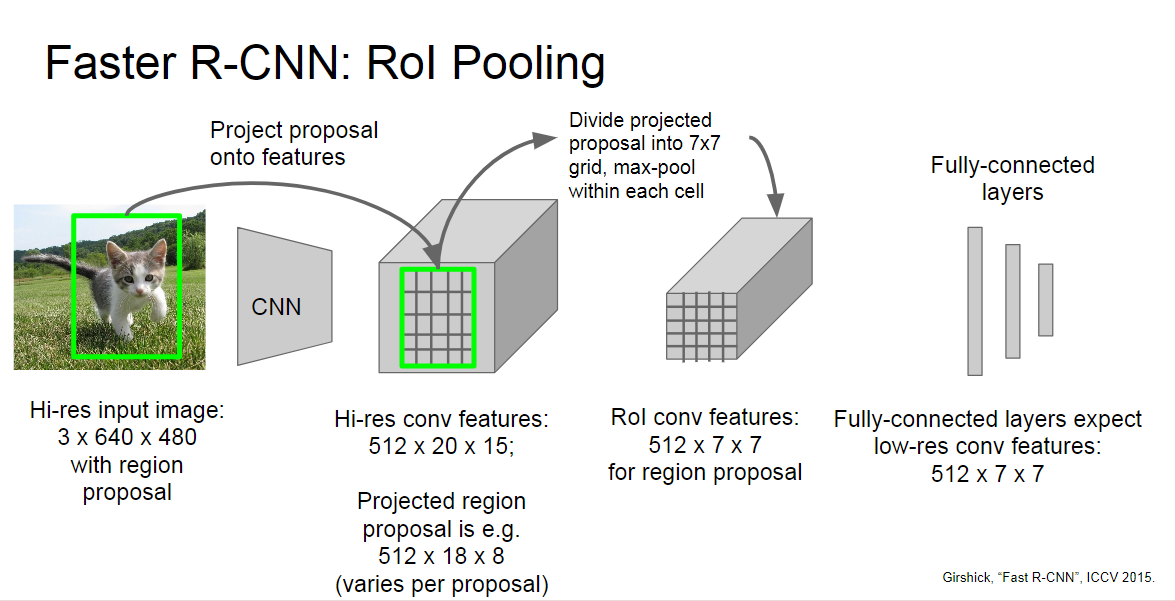 Faster R-CNN: RoI Pooling
Project proposal
onto features
Divide projected
proposal into 7x7
grid, max-pool
within each cell
Fully-connected
layers
CNN
Hi-res input image:
3 x 640 x 480
with region
proposal
Hi-res conv features:
512 x 20 x 15;
Projected region
proposal is e.g.
512 x 18 x 8
(varies per proposal)
RoI conv features:
512 x 7 x 7
for region proposal
Fully-connected layers expect
low-res conv features:
512 x 7 x 7
Girshick, “Fast R-CNN”, ICCV 2015.